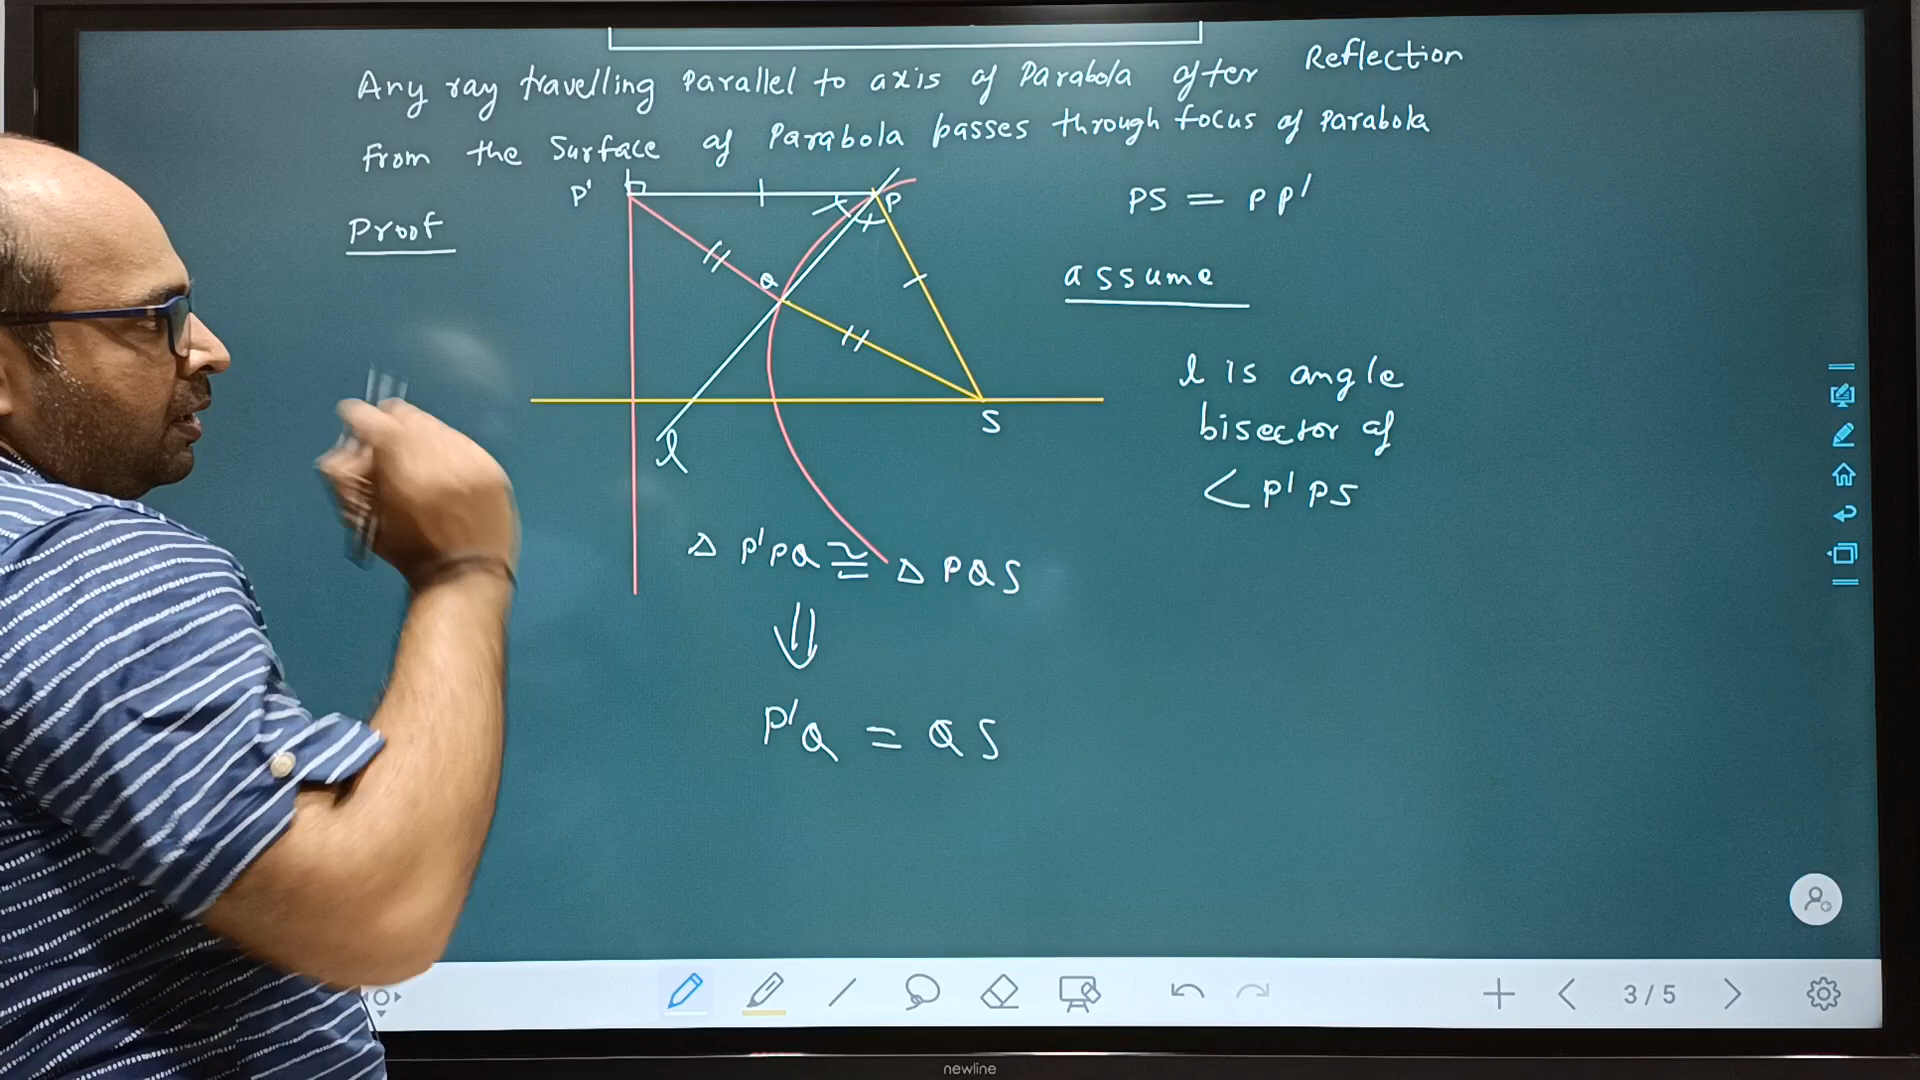 Any ray travelling Parallel to axis of Parabola after Reflection
from the Surface of Parabola passes through focus of Parabola
P'
P
PS = PP'
Proof
Q
assume
l is angle
S
bisector of
l
< P'PS
Δ P'PQ ≅ Δ PQS
⇓
P'Q = QS
3 / 5
newline